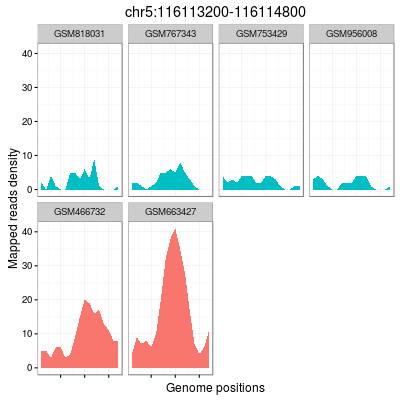 chr5:116113200-116114800
GSM818031 GSM767343 GSM753429 GSM956008
40
30
20
10
0
Mapped reads density
GSM466732 GSM663427
40
30
20
10
0
Genome positions